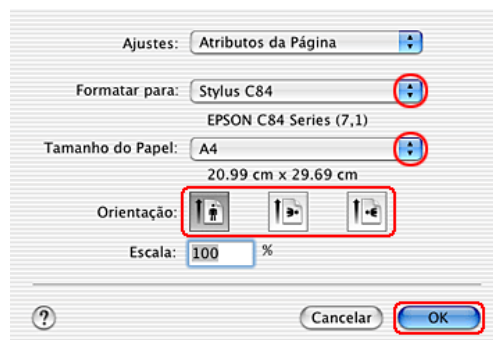 Ajustes: Atributos da Página
Formatar para: Stylus C84
EPSON C84 Series (7,1)
Tamanho do Papel: A4
20.99 cm x 29.69 cm
Orientação:
Escala: 100 %
? Cancelar OK